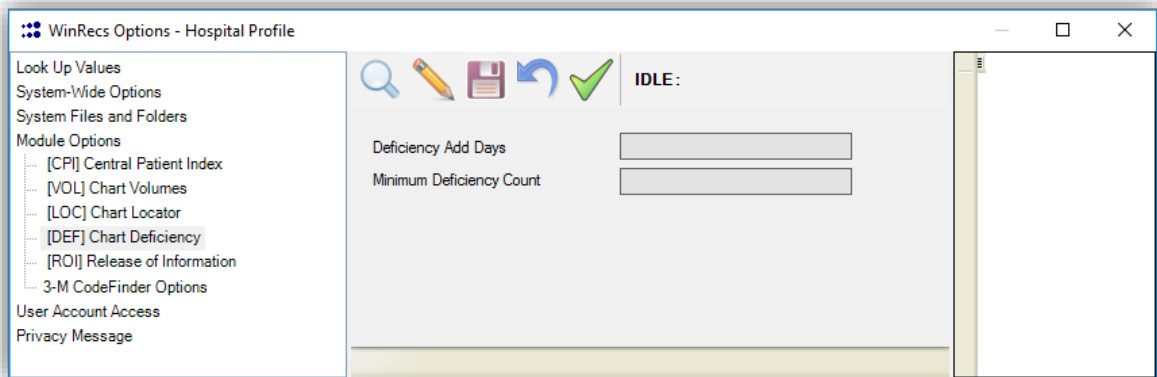 WinRecs Options - Hospital Profile
Look Up Values
System-Wide Options
System Files and Folders
Module Options
[CPI] Central Patient Index
[VOL] Chart Volumes
[LOC] Chart Locator
[DEF] Chart Deficiency
[ROI] Release of Information
3-M CodeFinder Options
User Account Access
Privacy Message
IDLE:
Deficiency Add Days
Minimum Deficiency Count